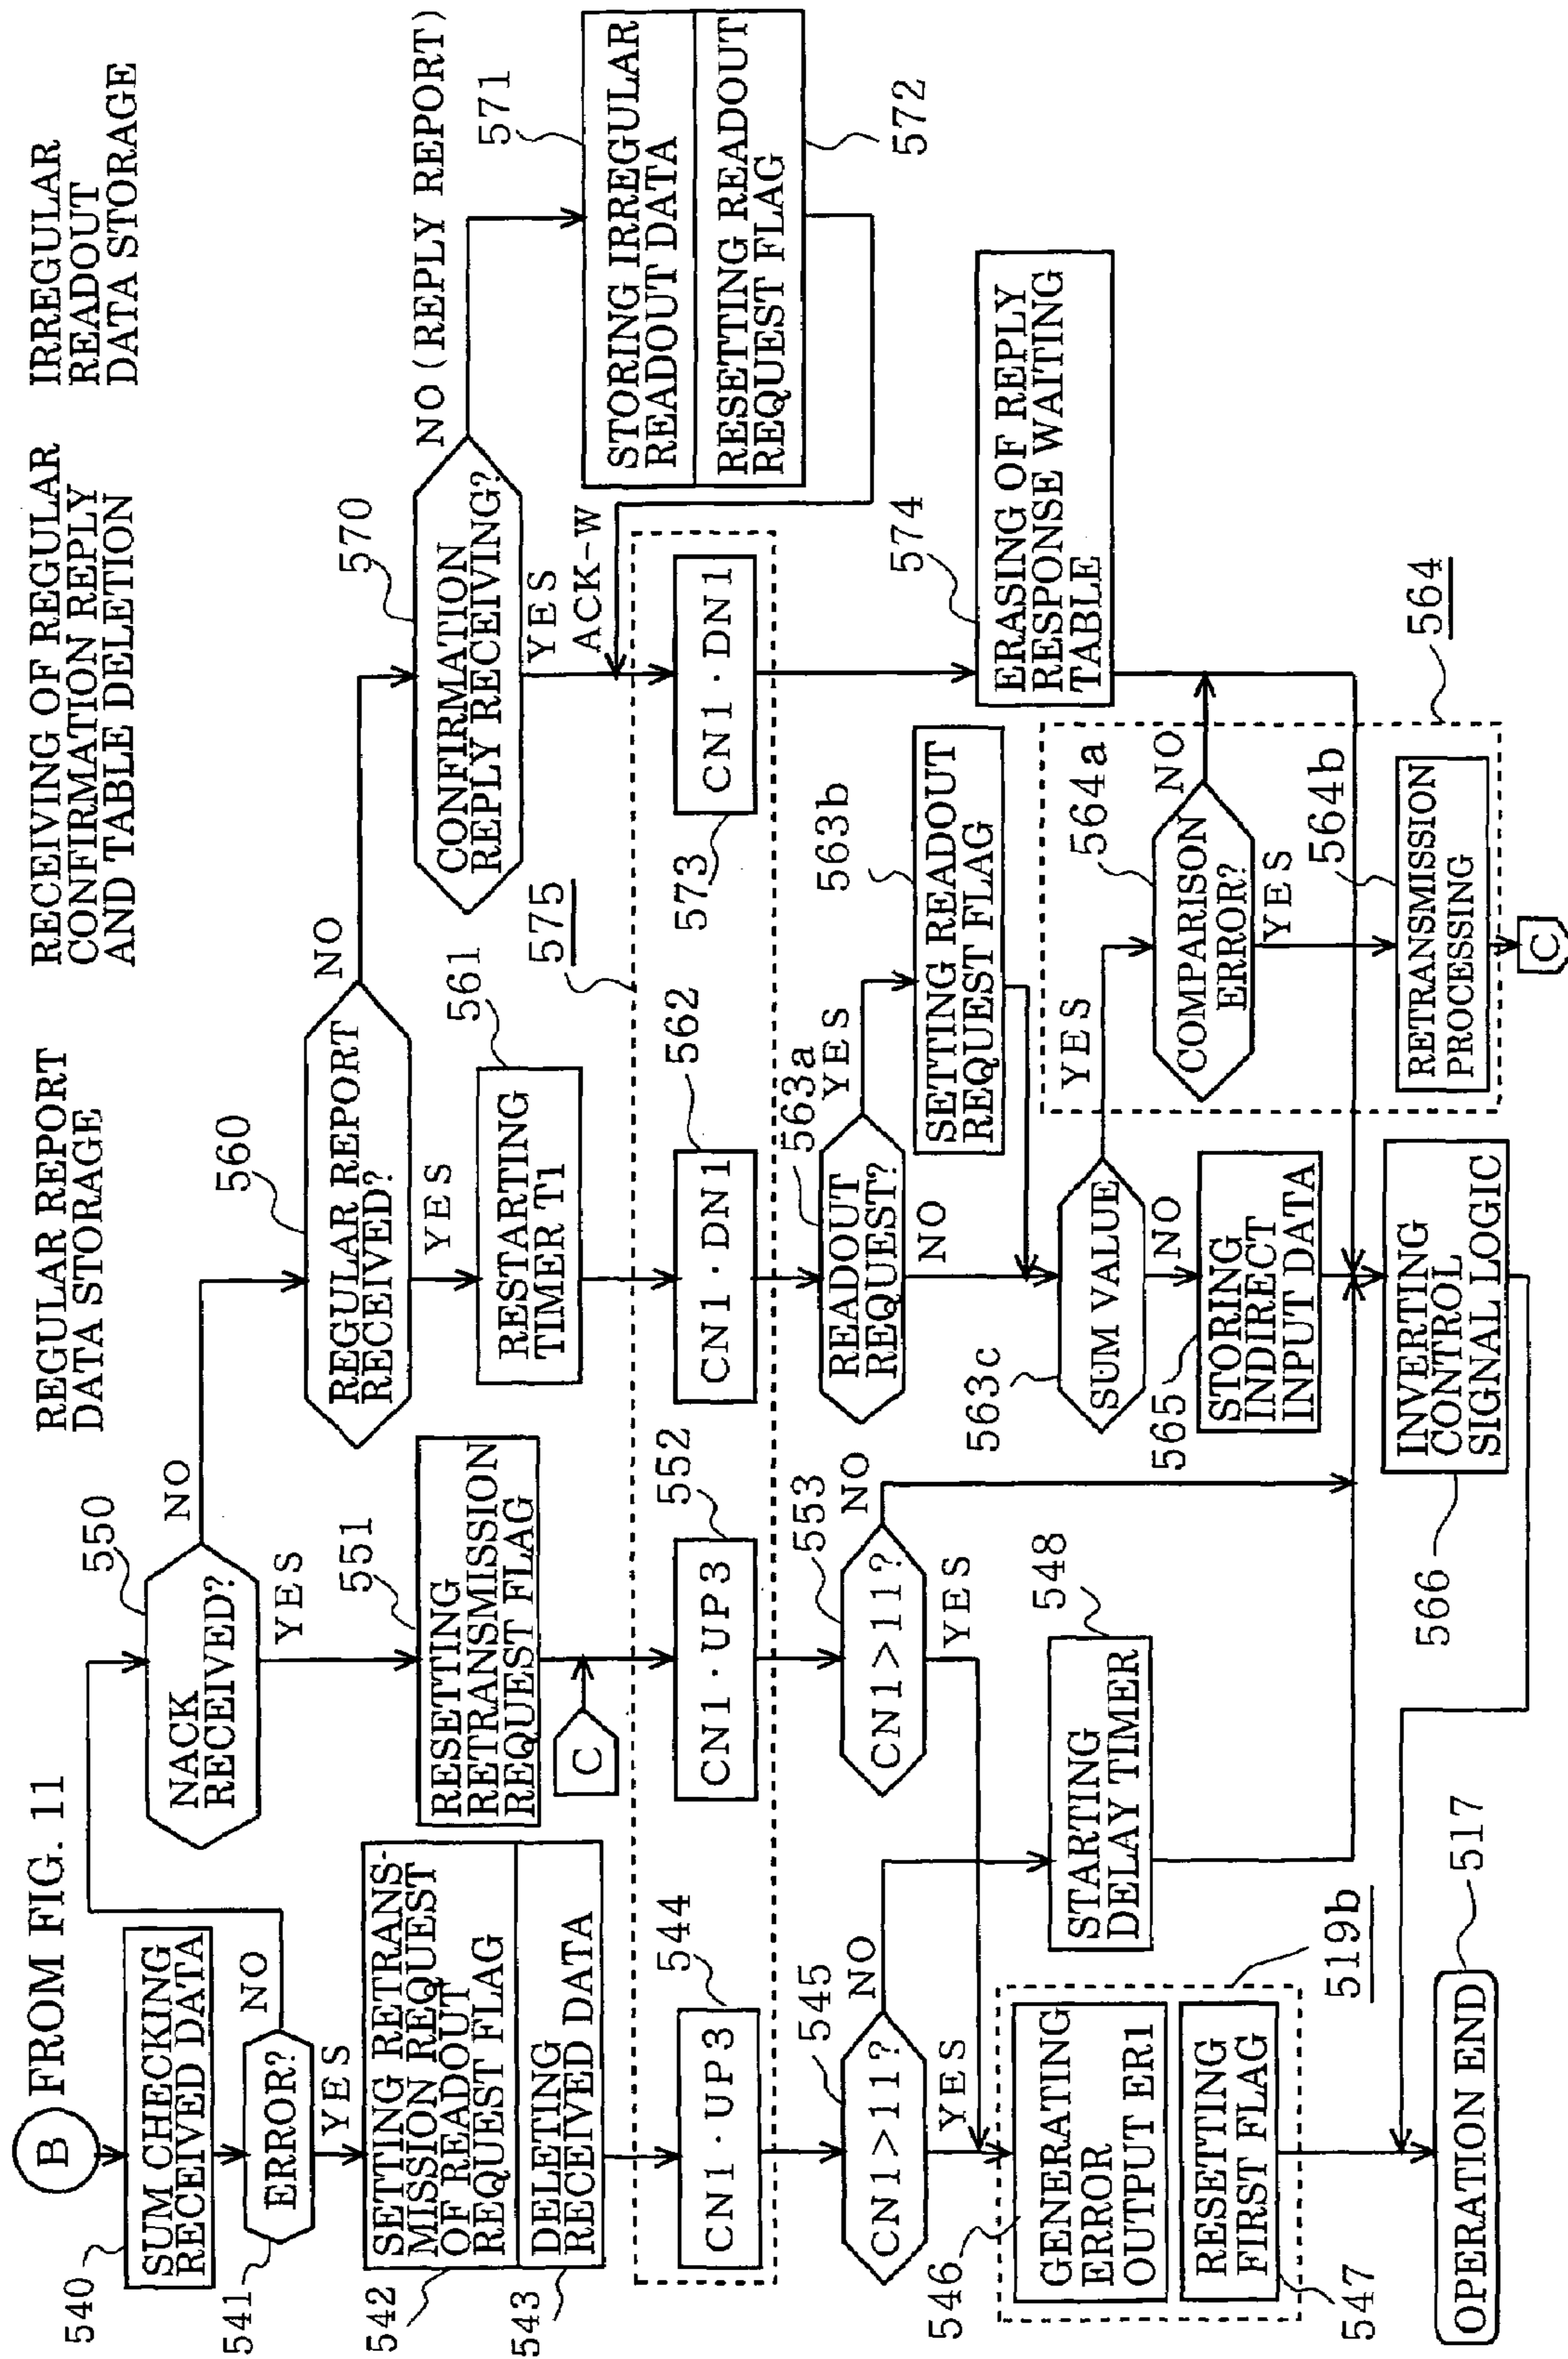 B FROM FIG. 11
REGULAR REPORT
DATA STORAGE
RECEIVING OF REGULAR
CONFIRMATION REPLY
AND TABLE DELETION
IRREGULAR
READOUT
DATA STORAGE
540
SUM CHECKING
RECEIVED DATA
541
ERROR?
NO
YES
542
SETTING RETRANS-
MISSION REQUEST
OF READOUT
REQUEST FLAG
543
DELETING
RECEIVED DATA
544
CN1・UP3
545
CN1>11?
NO
YES
546
GENERATING
ERROR
OUTPUT ER1
RESETTING
FIRST FLAG
547
519b
548
STARTING
DELAY TIMER
OPERATION END
517
550
NACK
RECEIVED?
NO
YES
551
RESETTING
RETRANSMISSION
REQUEST FLAG
C
552
CN1・UP3
553
CN1>11?
NO
YES
560
REGULAR REPORT
RECEIVED?
NO
YES
561
RESTARTING
TIMER T1
575
562
CN1・DN1
563a
READOUT
REQUEST?
YES
NO
563b
SETTING READOUT
REQUEST FLAG
563c
SUM VALUE
YES
NO
565
STORING
INDIRECT
INPUT DATA
566
INVERTING
CONTROL
SIGNAL LOGIC
564
564a
COMPARISON
ERROR?
NO
YES
564b
RETRANSMISSION
PROCESSING
C
570
CONFIRMATION
REPLY RECEIVING?
NO (REPLY REPORT)
YES
ACK-W
571
STORING IRREGULAR
READOUT DATA
RESETTING READOUT
REQUEST FLAG
572
573
CN1・DN1
574
ERASING OF REPLY
RESPONSE WAITING
TABLE